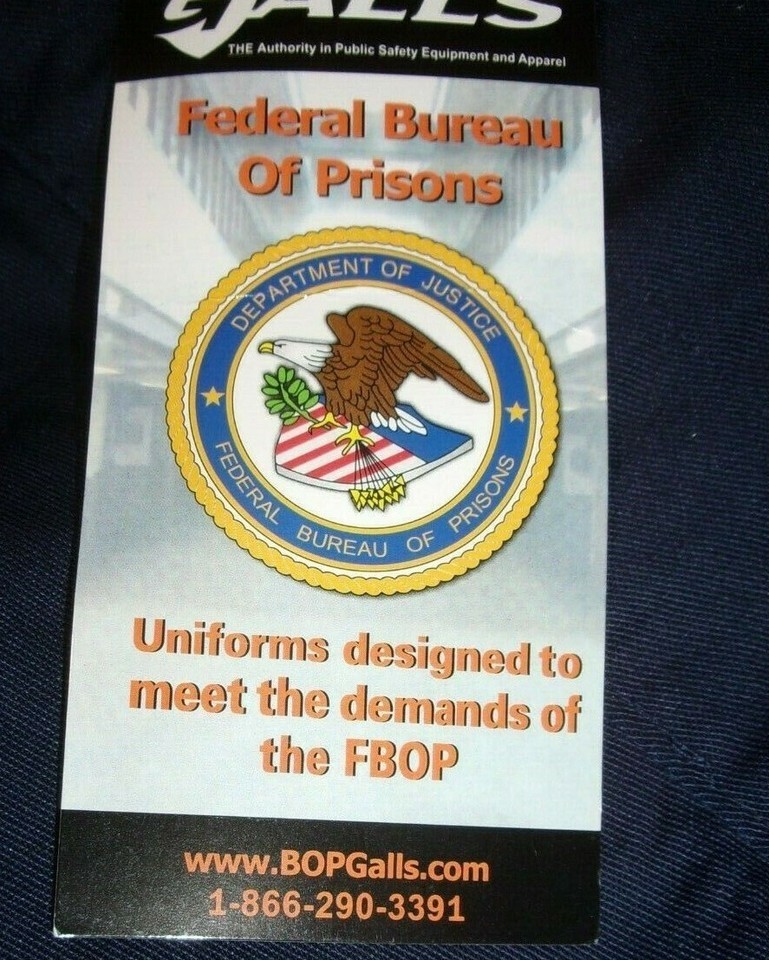 GALLS
THE Authority in Public Safety Equipment and Apparel
Federal Bureau
Of Prisons
DEPARTMENT OF JUSTICE
FEDERAL BUREAU OF PRISONS
Uniforms designed to
meet the demands of
the FBOP
www.BOPGalls.com
1-866-290-3391